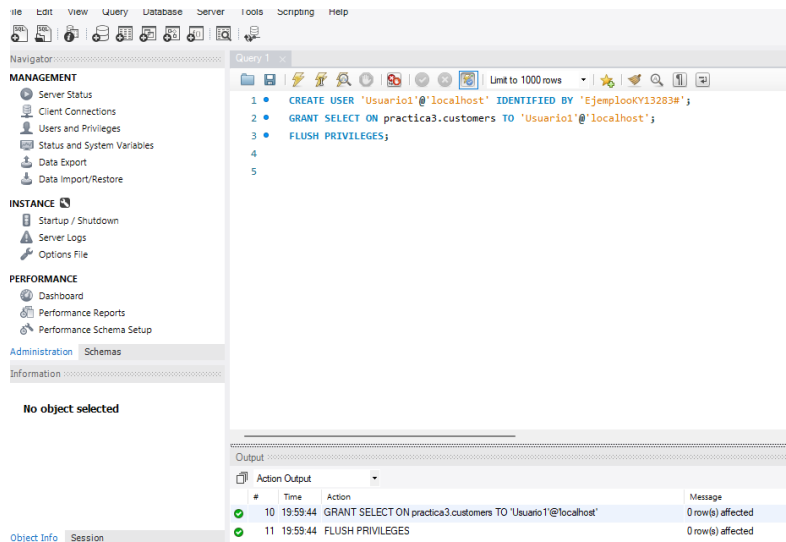 File Edit View Query Database Server Tools Scripting Help
Navigator
Query 1
MANAGEMENT
Server Status
Client Connections
Users and Privileges
Status and System Variables
Data Export
Data Import/Restore
INSTANCE
Startup / Shutdown
Server Logs
Options File
PERFORMANCE
Dashboard
Performance Reports
Performance Schema Setup
Administration Schemas
Information
No object selected
Object Info Session
Limit to 1000 rows
1 CREATE USER 'Usuario1'@'localhost' IDENTIFIED BY 'EjemplooKY13283#';
2 GRANT SELECT ON practica3.customers TO 'Usuario1'@'localhost';
3 FLUSH PRIVILEGES;
4
5
Output
Action Output
# Time Action Message
10 19:59:44 GRANT SELECT ON practica3.customers TO 'Usuario1'@'localhost' 0 row(s) affected
11 19:59:44 FLUSH PRIVILEGES 0 row(s) affected